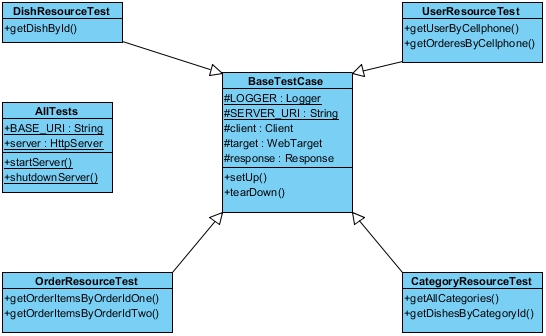 DishResourceTest
+getDishById()
UserResourceTest
+getUserByCellphone()
+getOrderesByCellphone()
BaseTestCase
#LOGGER : Logger
#SERVER_URI : String
#client : Client
#target : WebTarget
#response : Response
+setUp()
+tearDown()
AllTests
+BASE_URI : String
+server : HttpServer
+startServer()
+shutdownServer()
OrderResourceTest
+getOrderItemsByOrderIdOne()
+getOrderItemsByOrderIdTwo()
CategoryResourceTest
+getAllCategories()
+getDishesByCategoryId()